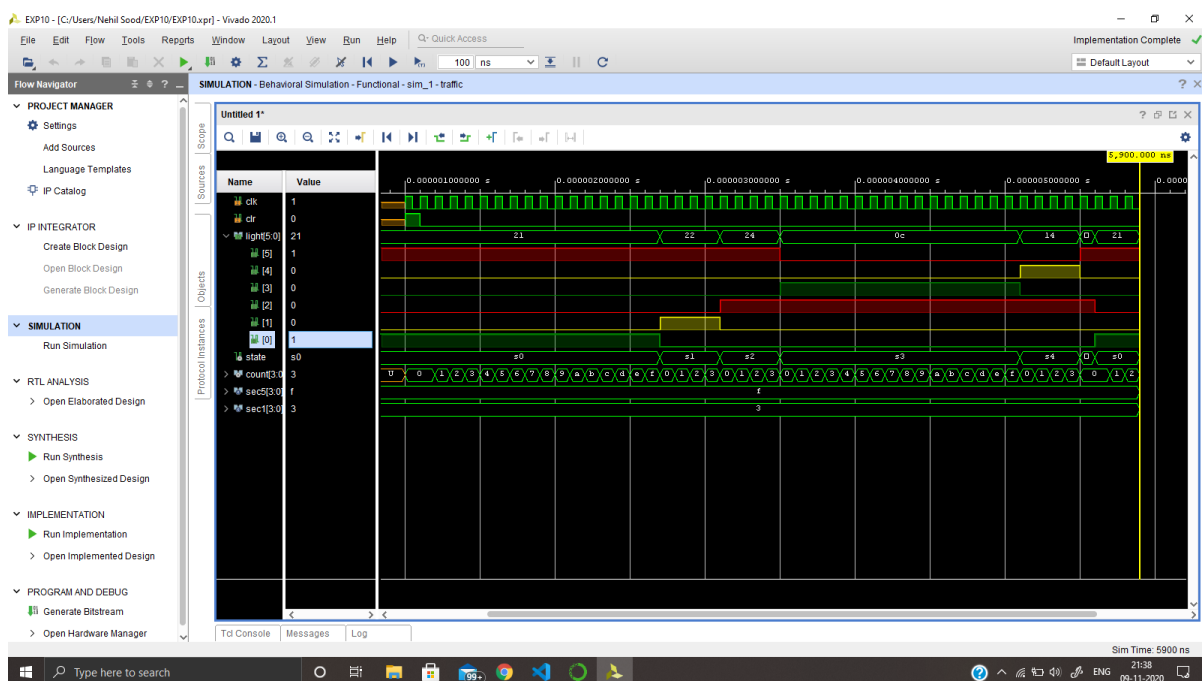 EXP10 - [C:/Users/Nehil Sood/EXP10/EXP10.xpr] - Vivado 2020.1
File Edit Flow Tools Reports Window Layout View Run Help Q- Quick Access
Implementation Complete
100 ns
Default Layout
Flow Navigator
SIMULATION - Behavioral Simulation - Functional - sim_1 - traffic
PROJECT MANAGER
Settings
Add Sources
Language Templates
IP Catalog
IP INTEGRATOR
Create Block Design
Open Block Design
Generate Block Design
SIMULATION
Run Simulation
RTL ANALYSIS
Open Elaborated Design
SYNTHESIS
Run Synthesis
Open Synthesized Design
IMPLEMENTATION
Run Implementation
Open Implemented Design
PROGRAM AND DEBUG
Generate Bitstream
Open Hardware Manager
Scope
Sources
Objects
Protocol Instances
Untitled 1*
5,900.000 ns
Name Value
0.000001000000 s 0.000002000000 s 0.000003000000 s 0.000004000000 s 0.000005000000 s 0.0000
clk 1
clr 0
light[5:0] 21 21 22 24 0c 14 21
[5] 1
[4] 0
[3] 0
[2] 0
[1] 0
[0] 1
state s0 s0 s1 s2 s3 s4 s0
count[3:0 3 U 0 1 2 3 4 5 6 7 8 9 a b c d e f 0 1 2 3 0 1 2 3 0 1 2 3 4 5 6 7 8 9 a b c d e f 0 1 2 3 0 1 2
sec5[3:0] f f
sec1[3:0] 3 3
Tcl Console Messages Log
Sim Time: 5900 ns
Type here to search
99+
ENG
21:38
09-11-2020